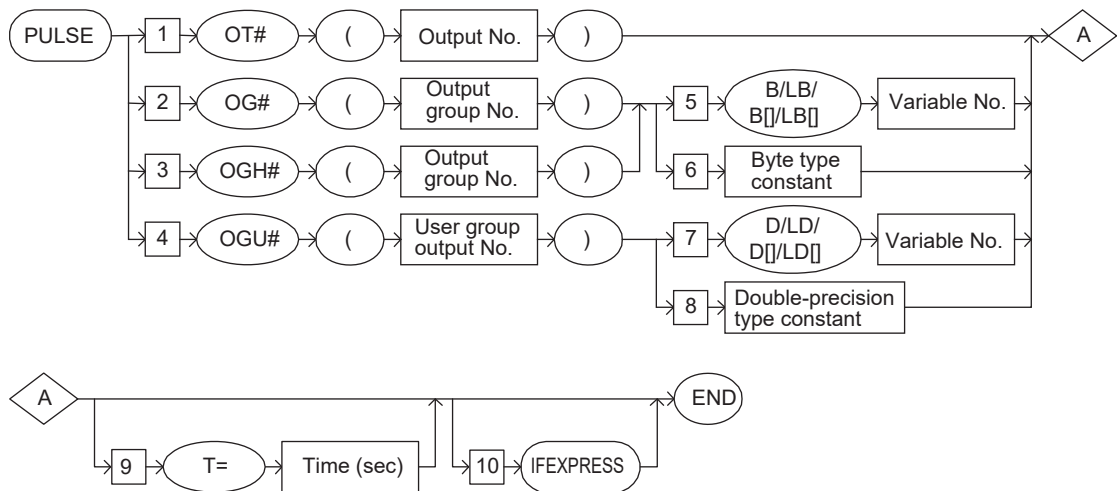 PULSE 1 OT# ( Output No. ) A
2 OG# ( Output group No. ) 5 B/LB/ B[]/LB[] Variable No.
3 OGH# ( Output group No. ) 6 Byte type constant
4 OGU# ( User group output No. ) 7 D/LD/ D[]/LD[] Variable No.
8 Double-precision type constant
A END
9 T= Time (sec) 10 IFEXPRESS